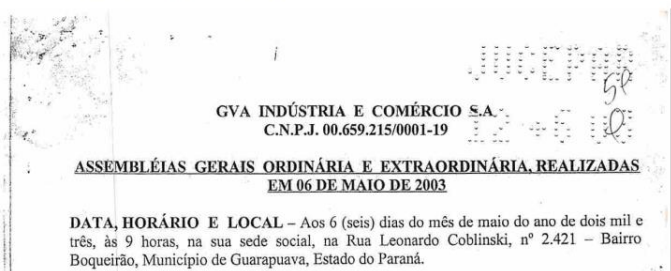 JUCEPAR
GVA INDÚSTRIA E COMÉRCIO S.A.
C.N.P.J. 00.659.215/0001-19
ASSEMBLÉIAS GERAIS ORDINÁRIA E EXTRAORDINÁRIA, REALIZADAS
EM 06 DE MAIO DE 2003
DATA, HORÁRIO E LOCAL – Aos 6 (seis) dias do mês de maio do ano de dois mil e
três, às 9 horas, na sua sede social, na Rua Leonardo Coblinski, nº 2.421 – Bairro
Boqueirão, Município de Guarapuava, Estado do Paraná.